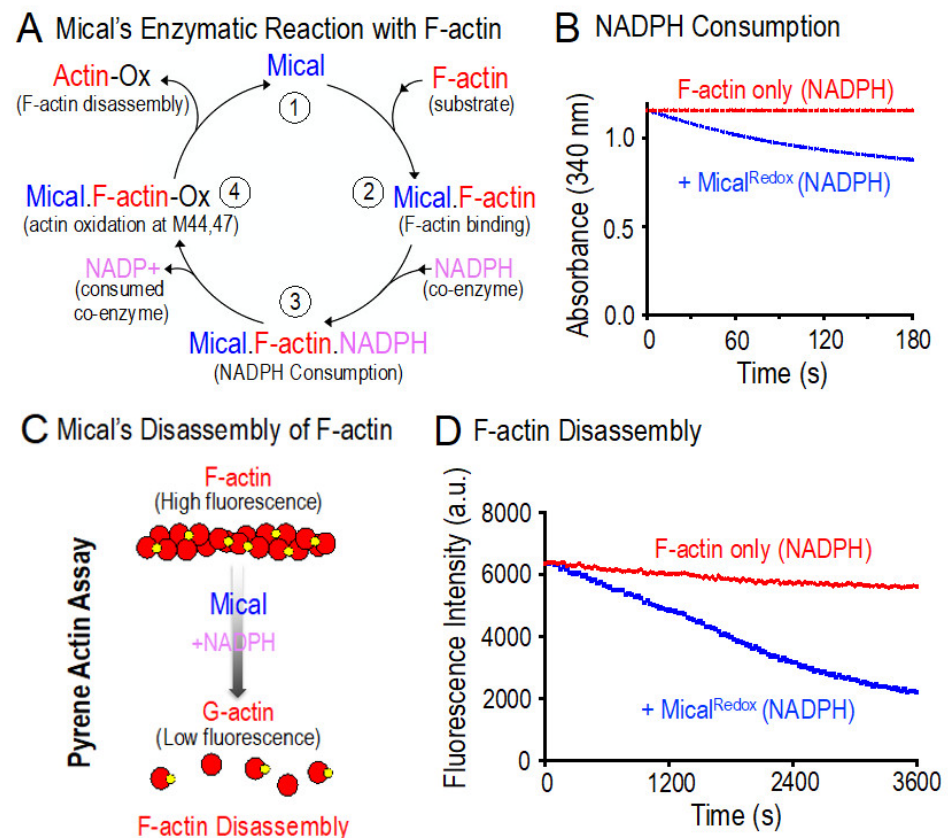 A Mical's Enzymatic Reaction with F-actin
Actin-Ox
(F-actin disassembly)
Mical
1
F-actin
(substrate)
Mical.F-actin-Ox
(actin oxidation at M44,47)
4
2
Mical.F-actin
(F-actin binding)
NADP+
(consumed
co-enzyme)
3
NADPH
(co-enzyme)
Mical.F-actin.NADPH
(NADPH Consumption)
B NADPH Consumption
Absorbance (340 nm)
1.0
0.5
0.0
F-actin only (NADPH)
+ MicalRedox (NADPH)
0 60 120 180
Time (s)
C Mical's Disassembly of F-actin
Pyrene Actin Assay
F-actin
(High fluorescence)
Mical
+NADPH
G-actin
(Low fluorescence)
F-actin Disassembly
D F-actin Disassembly
Fluorescence Intensity (a.u.)
8000
6000
4000
2000
0
F-actin only (NADPH)
+ MicalRedox (NADPH)
0 1200 2400 3600
Time (s)